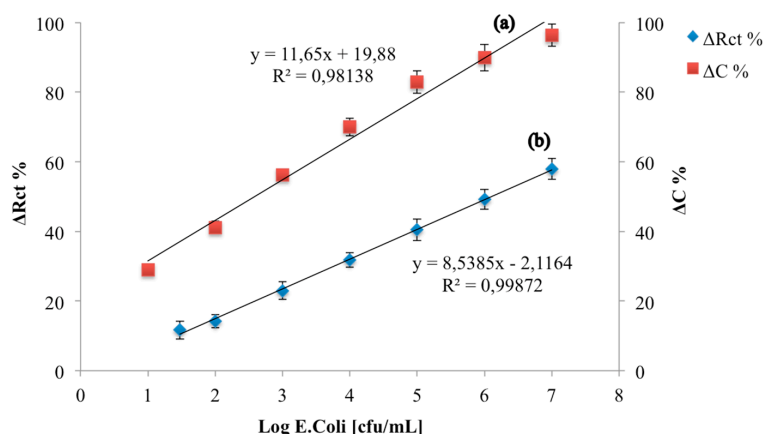 100
80
60
40
20
0
ΔRct %
0 1 2 3 4 5 6 7 8
Log E.Coli [cfu/mL]
y = 11,65x + 19,88
R² = 0,98138
(a)
(b)
y = 8,5385x - 2,1164
R² = 0,99872
100
80
60
40
20
0
ΔC %
ΔRct %
ΔC %